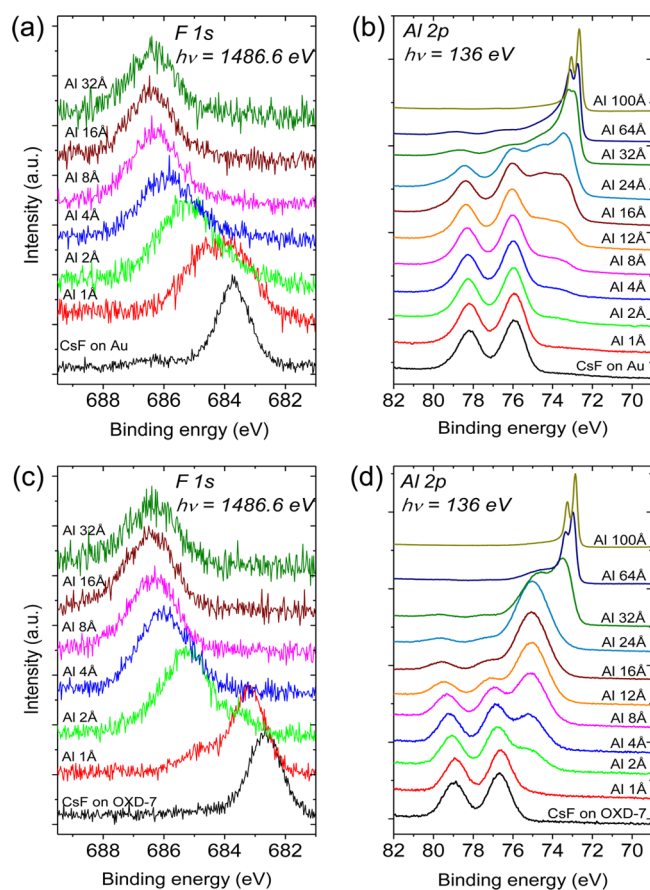 (a)
F 1s
hν = 1486.6 eV
Al 32Å
Al 16Å
Al 8Å
Al 4Å
Al 2Å
Al 1Å
CsF on Au
Intensity (a.u.)
688 686 684 682
Binding enrgy (eV)
(b)
Al 2p
hν = 136 eV
Al 100Å
Al 64Å
Al 32Å
Al 24Å
Al 16Å
Al 12Å
Al 8Å
Al 4Å
Al 2Å
Al 1Å
CsF on Au
82 80 78 76 74 72 70
Binding energy (eV)
(c)
F 1s
hν = 1486.6 eV
Al 32Å
Al 16Å
Al 8Å
Al 4Å
Al 2Å
Al 1Å
CsF on OXD-7
Intensity (a.u.)
688 686 684 682
Binding enrgy (eV)
(d)
Al 2p
hν = 136 eV
Al 100Å
Al 64Å
Al 32Å
Al 24Å
Al 16Å
Al 12Å
Al 8Å
Al 4Å
Al 2Å
Al 1Å
CsF on OXD-7
82 80 78 76 74 72 70
Binding energy (eV)